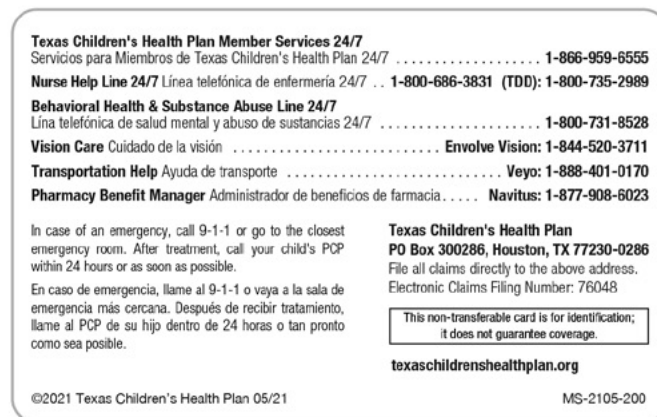 Texas Children's Health Plan Member Services 24/7
Servicios para Miembros de Texas Children's Health Plan 24/7 . . . . . . . . . . . . . . . . . . 1-866-959-6555
Nurse Help Line 24/7 Línea telefónica de enfermería 24/7 . . 1-800-686-3831 (TDD): 1-800-735-2989
Behavioral Health & Substance Abuse Line 24/7
Lína telefónica de salud mental y abuso de sustancias 24/7 . . . . . . . . . . . . . . . . . . . . 1-800-731-8528
Vision Care Cuidado de la visión . . . . . . . . . . . . . . . . . . . . . . . . . . Envolve Vision: 1-844-520-3711
Transportation Help Ayuda de transporte . . . . . . . . . . . . . . . . . . . . . . . . . . . Veyo: 1-888-401-0170
Pharmacy Benefit Manager Administrador de beneficios de farmacia. . . . . Navitus: 1-877-908-6023
In case of an emergency, call 9-1-1 or go to the closest
emergency room. After treatment, call your child's PCP
within 24 hours or as soon as possible.
En caso de emergencia, llame al 9-1-1 o vaya a la sala de
emergencia más cercana. Después de recibir tratamiento,
llame al PCP de su hijo dentro de 24 horas o tan pronto
como sea posible.
Texas Children's Health Plan
PO Box 300286, Houston, TX 77230-0286
File all claims directly to the above address.
Electronic Claims Filing Number: 76048
This non-transferable card is for identification;
it does not guarantee coverage.
texaschildrenshealthplan.org
©2021 Texas Children's Health Plan 05/21
MS-2105-200